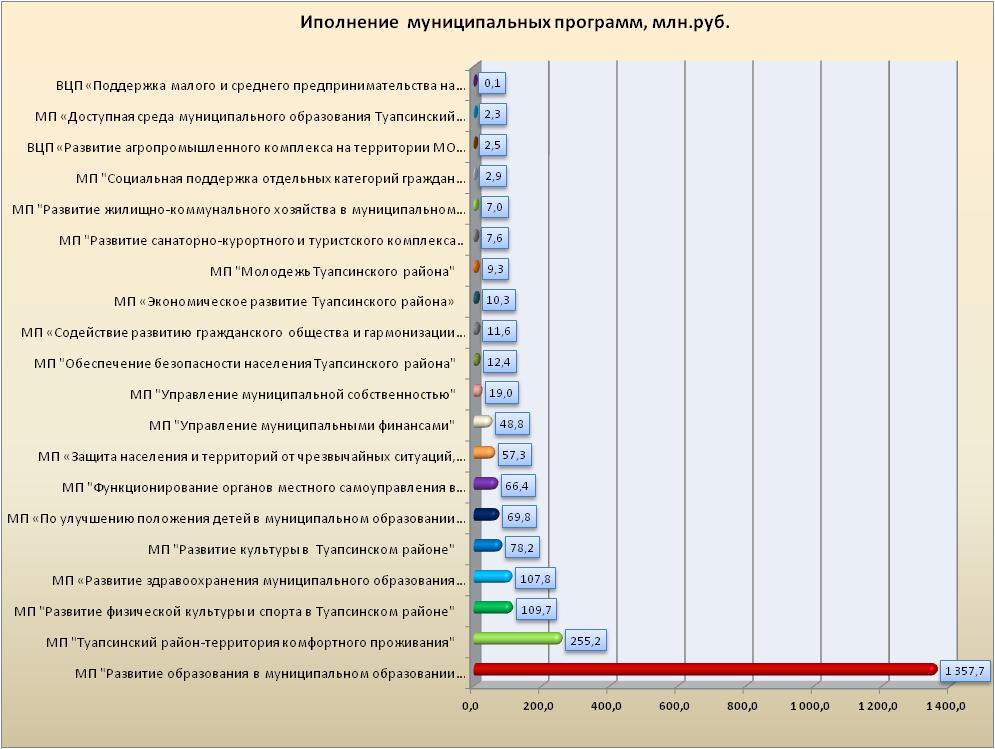 Иполнение муниципальных программ, млн.руб.
ВЦП «Поддержка малого и среднего предпринимательства на... 0,1
МП «Доступная среда муниципального образования Туапсинский... 2,3
ВЦП «Развитие агропромышленного комплекса на территории МО... 2,5
МП "Социальная поддержка отдельных категорий граждан... 2,9
МП "Развитие жилищно-коммунального хозяйства в муниципальном... 7,0
МП "Развитие санаторно-курортного и туристского комплекса.. 7,6
МП "Молодежь Туапсинского района" 9,3
МП «Экономическое развитие Туапсинского района» 10,3
МП «Содействие развитию гражданского общества и гармонизации... 11,6
МП "Обеспечение безопасности населения Туапсинского района" 12,4
МП "Управление муниципальной собственностью" 19,0
МП "Управление муниципальными финансами" 48,8
МП «Защита населения и территорий от чрезвычайных ситуаций,... 57,3
МП "Функционирование органов местного самоуправления в... 66,4
МП «По улучшению положения детей в муниципальном образовании... 69,8
МП "Развитие культуры в Туапсинском районе" 78,2
МП «Развитие здравоохранения муниципального образования... 107,8
МП "Развитие физической культуры и спорта в Туапсинском районе" 109,7
МП "Туапсинский район-территория комфортного проживания" 255,2
МП "Развитие образования в муниципальном образовании... 1 357,7
0,0 200,0 400,0 600,0 800,0 1 000,0 1 200,0 1 400,0